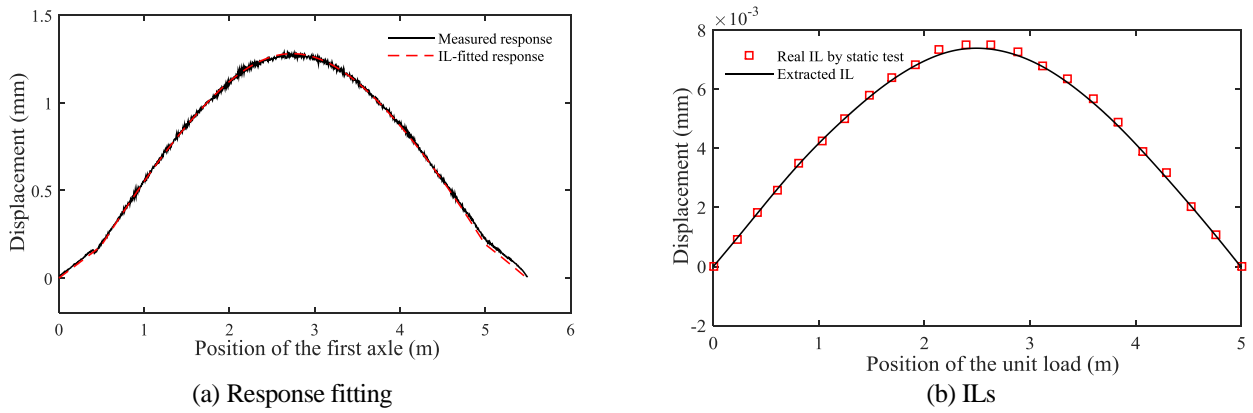 1.5
1
0.5
0
0 1 2 3 4 5 6
Displacement (mm)
Position of the first axle (m)
Measured response
IL-fitted response
(a) Response fitting
×10-3
8
6
4
2
0
-2
0 1 2 3 4 5
Displacement (mm)
Position of the unit load (m)
Real IL by static test
Extracted IL
(b) ILs